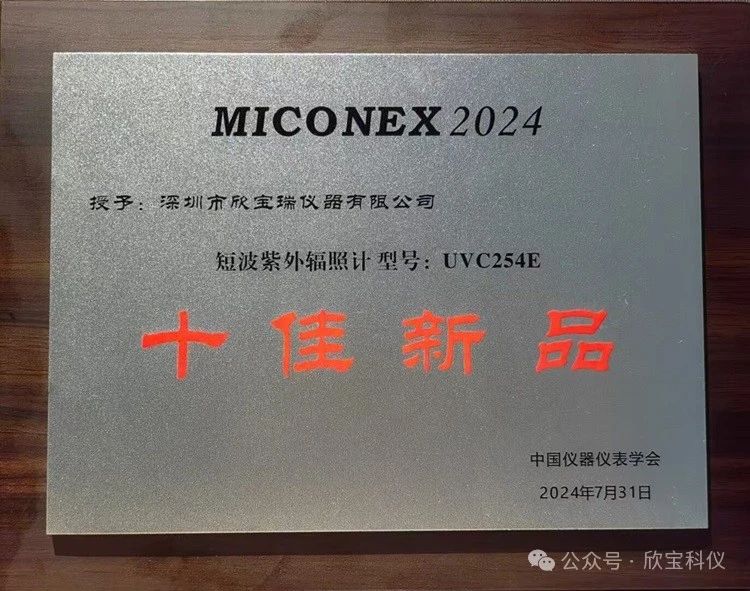 MICONEX 2024
授予：深圳市欣宝瑞仪器有限公司
短波紫外辐照计 型号：UVC254E
十佳新品
中国仪器仪表学会
2024年7月31日
公众号·欣宝科仪